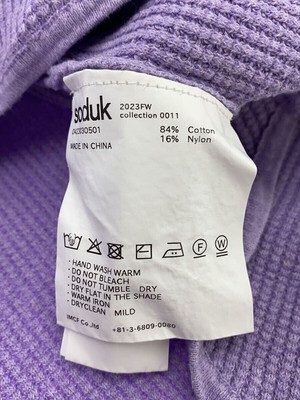 soduk
2023FW
collection 0011
0423030501
84% Cotton
16% Nylon
MADE IN CHINA
F
W
· HAND WASH WARM
· DO NOT BLEACH
· DO NOT TUMBLE DRY
· DRY FLAT IN THE SHADE
· WARM IRON
· DRYCLEAN MILD
IMCF Co.,ltd
+81-3-6809-0080